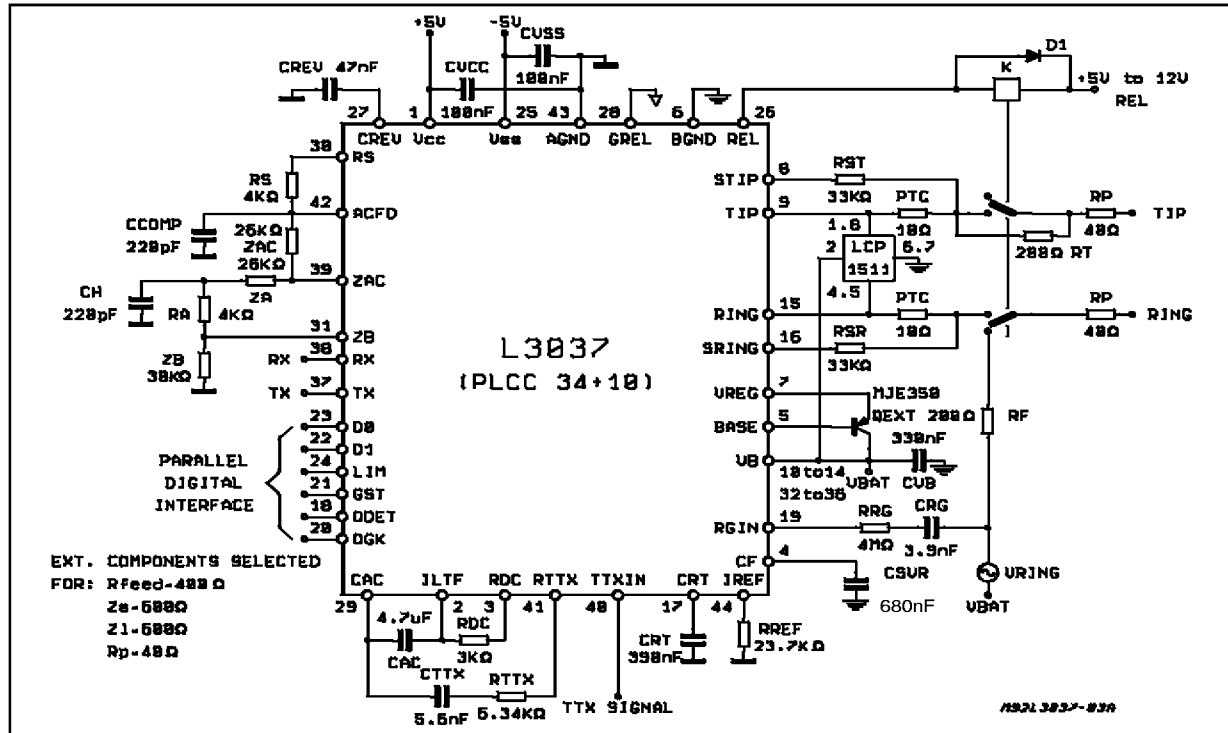 +5V
-5V
CVSS
100nF
CREV 47nF
CVCC
100nF
D1
K
+5V to 12V
REL
27
1
25
43
28
6
26
CREV
Vcc
Vss
AGND
GREL
BGND
REL
30
RS
RS
4KΩ
42
ACFD
CCOMP
220pF
26KΩ
ZAC
26KΩ
39
ZAC
CH
220pF
RA
4KΩ
ZA
31
ZB
ZB
30KΩ
RX
38
RX
TX
37
TX
23
D0
22
D1
24
LIM
21
GST
18
ODET
20
OGK
PARALLEL
DIGITAL
INTERFACE
L3037
(PLCC 34+10)
STIP
8
RST
33KΩ
TIP
9
PTC
10Ω
RP
40Ω
TIP
200Ω RT
1.8
2
LCP
1511
6.7
4.5
RING
15
PTC
10Ω
RP
40Ω
RING
SRING
16
RSR
33KΩ
VREG
7
MJE350
QEXT
200Ω
RF
BASE
5
VB
10to14
32to36
VBAT
330nF
CVB
RGIN
19
RRG
4MΩ
CRG
3.9nF
CF
4
CSVR
680nF
VRING
VBAT
EXT. COMPONENTS SELECTED
FOR: Rfeed-400Ω
Zs-600Ω
Zl-600Ω
Rp-40Ω
CAC
ILTF
RDC
RTTX
TTXIN
CRT
IREF
29
2
3
41
40
17
44
4.7uF
CAC
RDC
3KΩ
CRT
390nF
RREF
23.7KΩ
CTTX
5.6nF
RTTX
5.34KΩ
TTX SIGNAL
M92L3037-03A